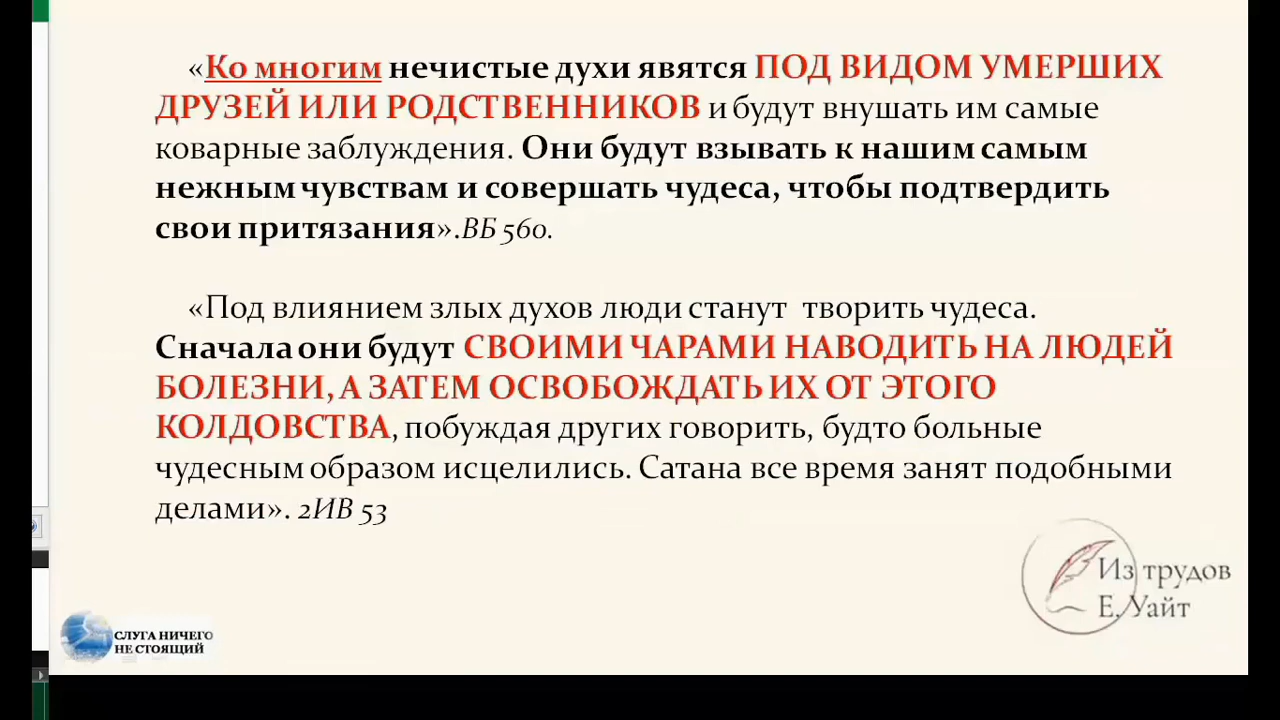 «Ко многим нечистые духи явятся ПОД ВИДОМ УМЕРШИХ
ДРУЗЕЙ ИЛИ РОДСТВЕННИКОВ и будут внушать им самые
коварные заблуждения. Они будут взывать к нашим самым
нежным чувствам и совершать чудеса, чтобы подтвердить
свои притязания».ВБ 560.
«Под влиянием злых духов люди станут творить чудеса.
Сначала они будут СВОИМИ ЧАРАМИ НАВОДИТЬ НА ЛЮДЕЙ
БОЛЕЗНИ, А ЗАТЕМ ОСВОБОЖДАТЬ ИХ ОТ ЭТОГО
КОЛДОВСТВА, побуждая других говорить, будто больные
чудесным образом исцелились. Сатана все время занят подобными
делами». 2ИВ 53
Из трудов
Е. Уайт
СЛУГА НИЧЕГО
НЕ СТОЯЩИЙ